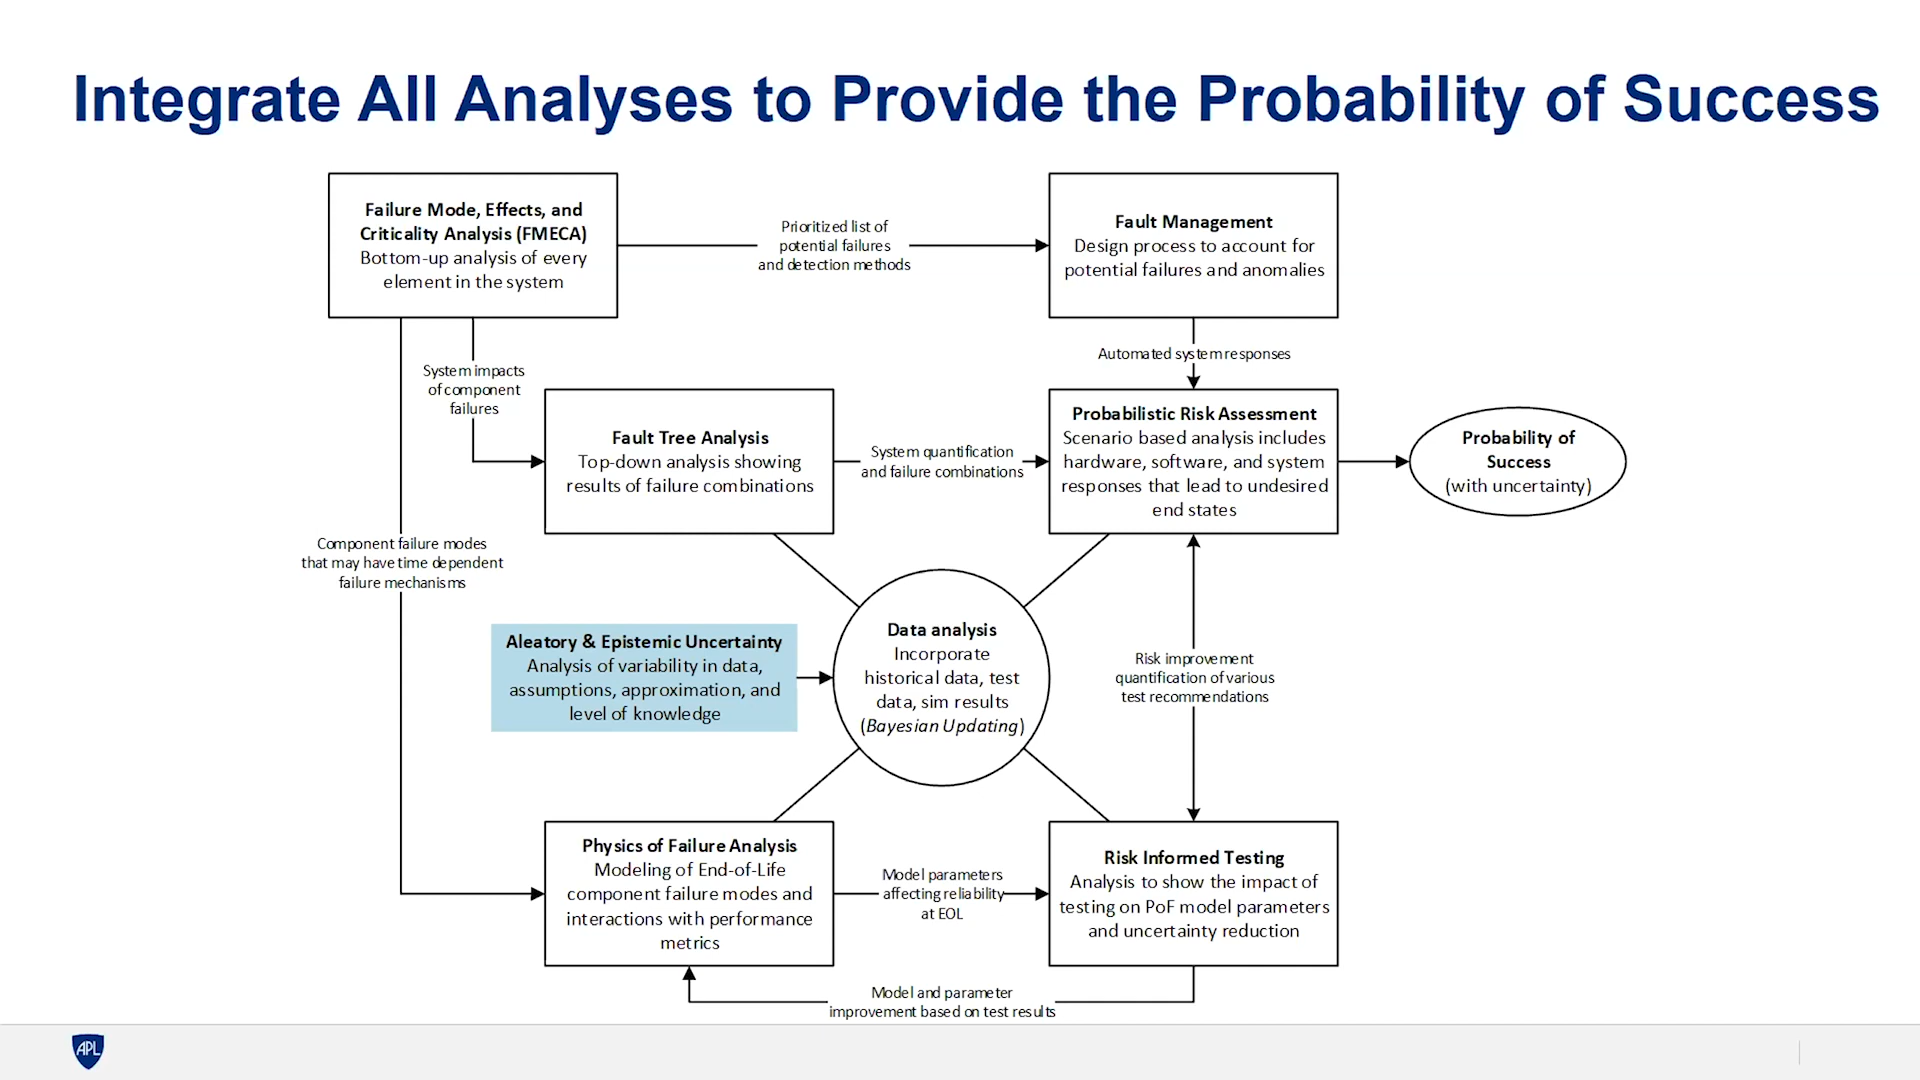 Integrate All Analyses to Provide the Probability of Success
Failure Mode, Effects, and
Criticality Analysis (FMECA)
Bottom-up analysis of every
element in the system
Prioritized list of
potential failures
and detection methods
Fault Management
Design process to account for
potential failures and anomalies
System impacts
of component
failures
Automated system responses
Fault Tree Analysis
Top-down analysis showing
results of failure combinations
System quantification
and failure combinations
Probabilistic Risk Assessment
Scenario based analysis includes
hardware, software, and system
responses that lead to undesired
end states
Probability of
Success
(with uncertainty)
Component failure modes
that may have time dependent
failure mechanisms
Aleatory & Epistemic Uncertainty
Analysis of variability in data,
assumptions, approximation, and
level of knowledge
Data analysis
Incorporate
historical data, test
data, sim results
(Bayesian Updating)
Risk improvement
quantification of various
test recommendations
Physics of Failure Analysis
Modeling of End-of-Life
component failure modes and
interactions with performance
metrics
Model parameters
affecting reliability
at EOL
Risk Informed Testing
Analysis to show the impact of
testing on PoF model parameters
and uncertainty reduction
Model and parameter
improvement based on test results
APL